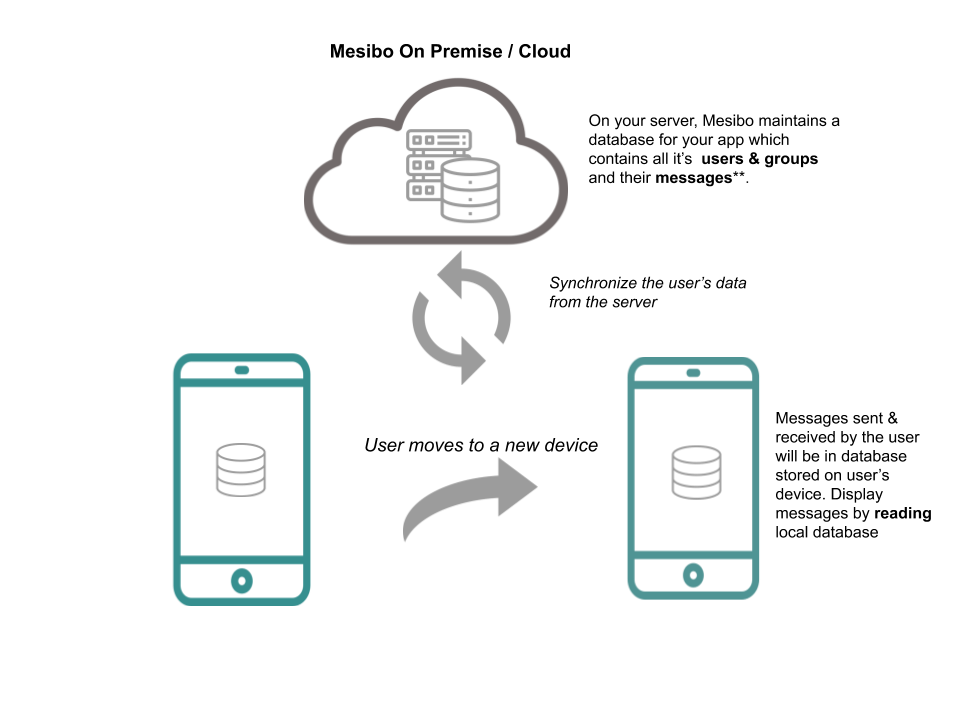 Mesibo On Premise / Cloud
On your server, Mesibo maintains a
database for your app which
contains all it’s  users & groups
and their messages**.
Synchronize the user’s data
from the server
User moves to a new device
Messages sent &
received by the user
will be in database
stored on user’s
device. Display
messages by reading
local database